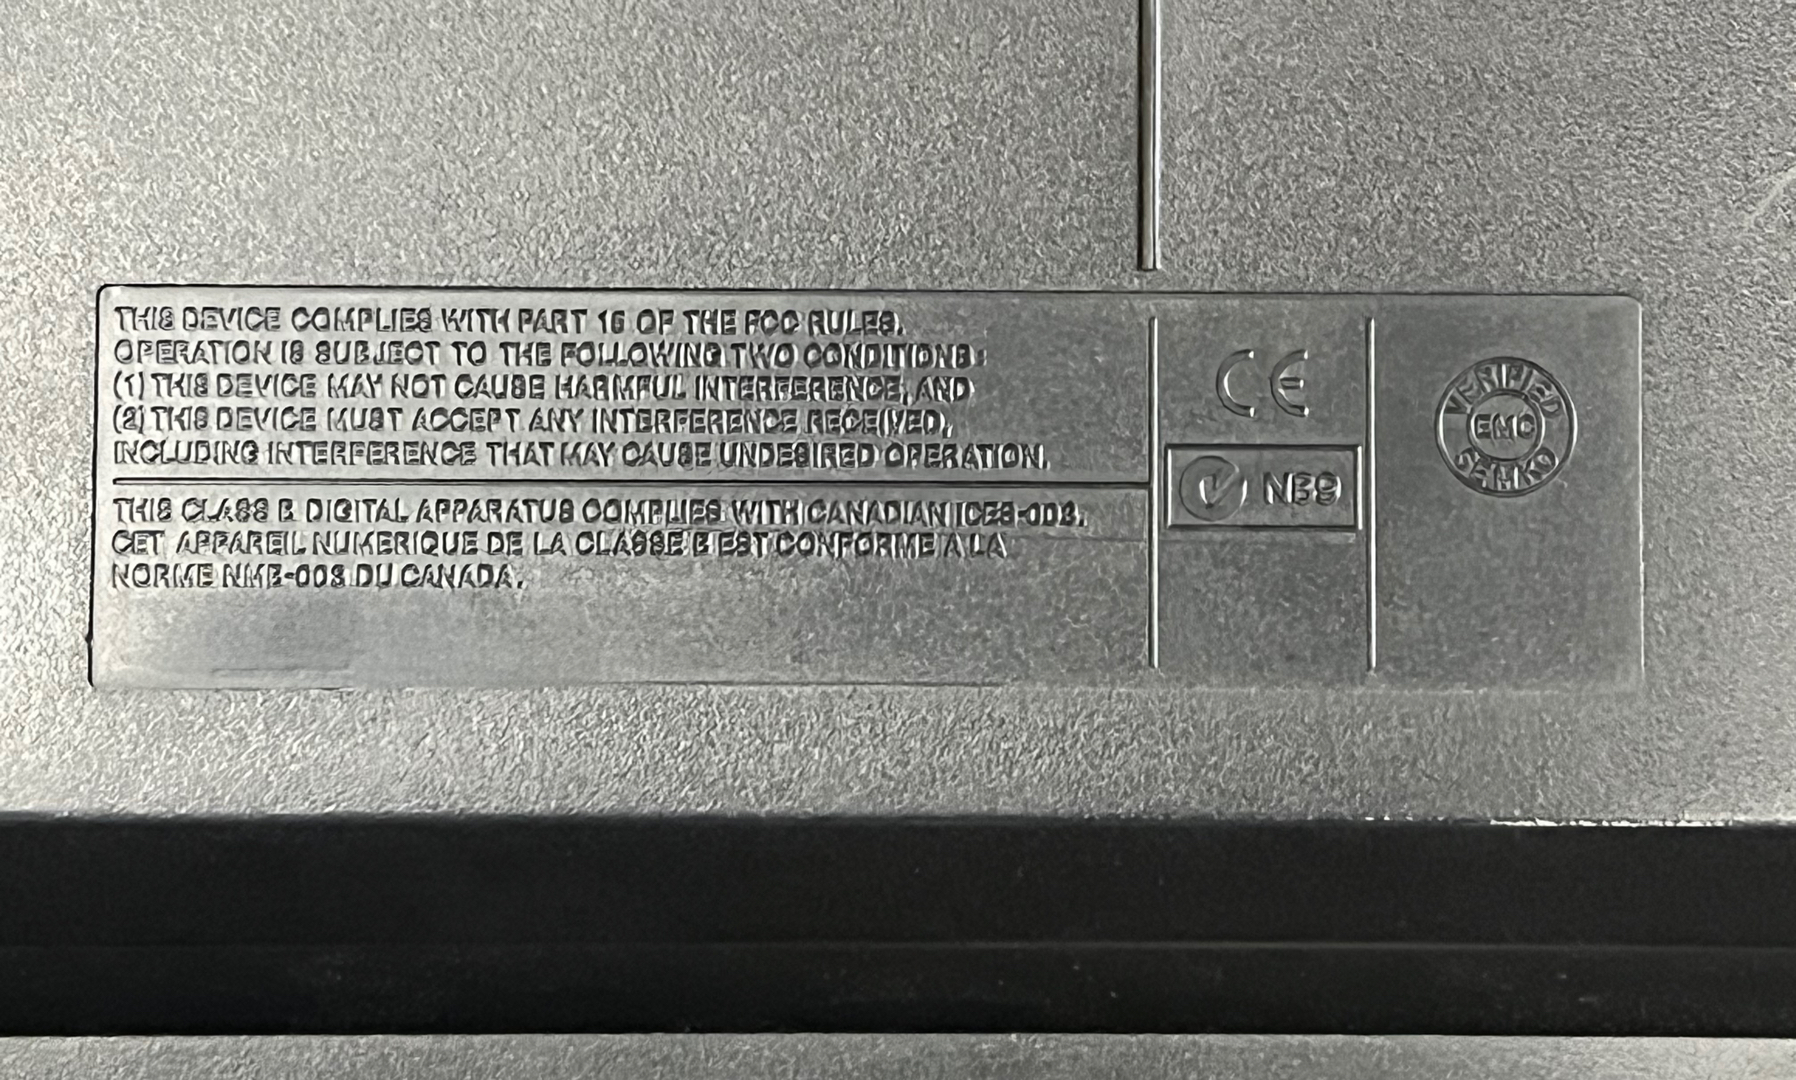 THIS DEVICE COMPLIES WITH PART 15 OF THE FCC RULES.
OPERATION IS SUBJECT TO THE FOLLOWING TWO CONDITIONS:
(1) THIS DEVICE MAY NOT CAUSE HARMFUL INTERFERENCE, AND
(2) THIS DEVICE MUST ACCEPT ANY INTERFERENCE RECEIVED,
INCLUDING INTERFERENCE THAT MAY CAUSE UNDESIRED OPERATION.
THIS CLASS B DIGITAL APPARATUS COMPLIES WITH CANADIAN ICES-003.
CET APPAREIL NUMERIQUE DE LA CLASSE B EST CONFORME A LA
NORME NMB-003 DU CANADA.
CE
VERIFIED
EMC
SEMKO